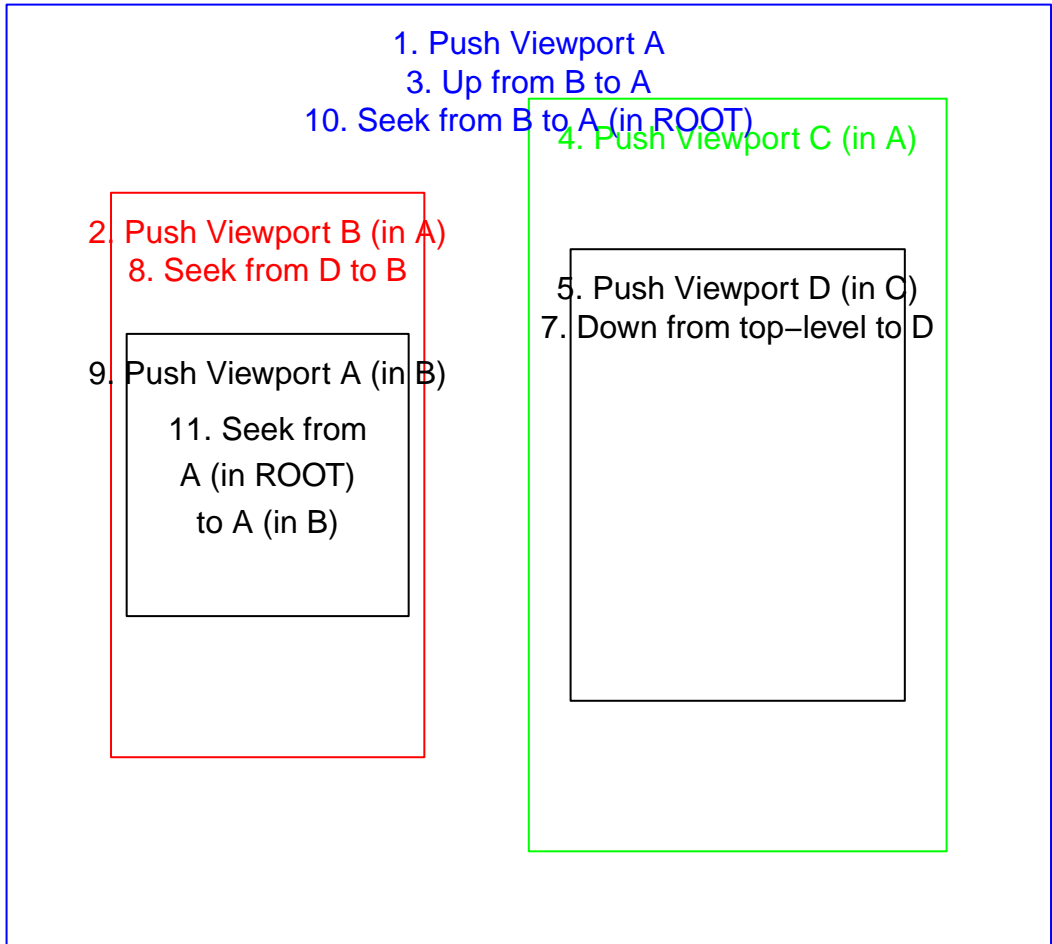 1. Push Viewport A
3. Up from B to A
10. Seek from B to A (in ROOT)
4. Push Viewport C (in A)
2. Push Viewport B (in A)
8. Seek from D to B
5. Push Viewport D (in C)
7. Down from top−level to D
9. Push Viewport A (in B)
11. Seek from
A (in ROOT)
to A (in B)